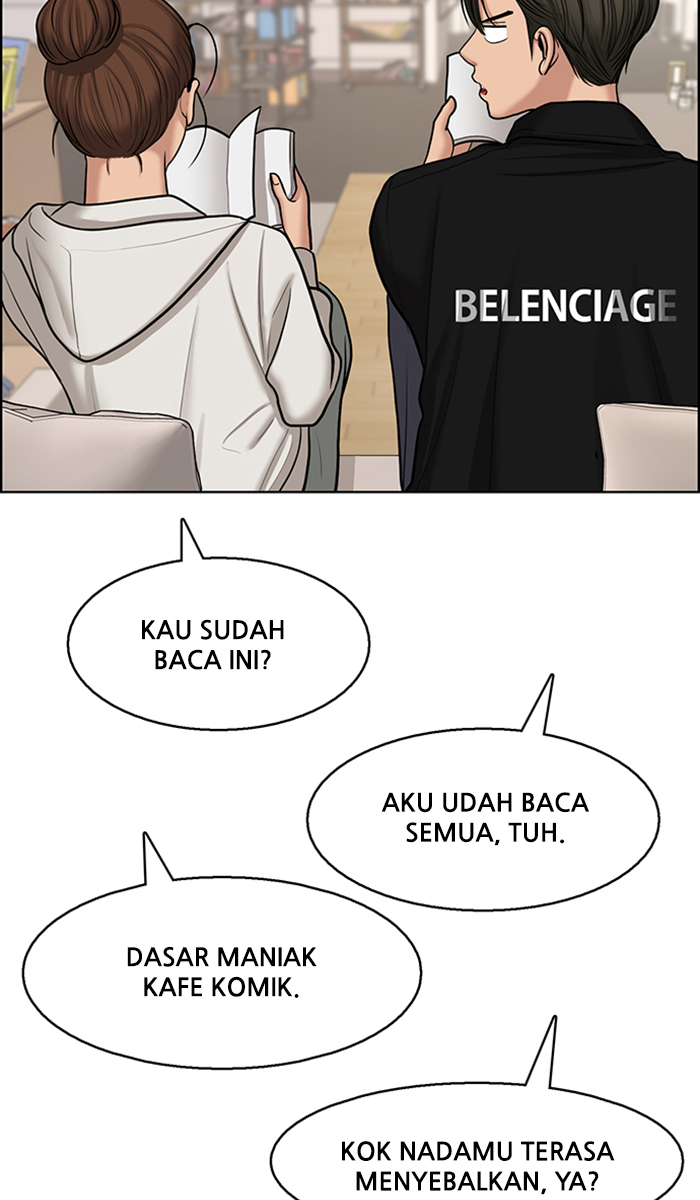 BELENCIAGE
KAU SUDAH
BACA INI?
AKU UDAH BACA
SEMUA, TUH.
DASAR MANIAK
KAFE KOMIK.
KOK NADAMU TERASA
MENYEBALKAN, YA?